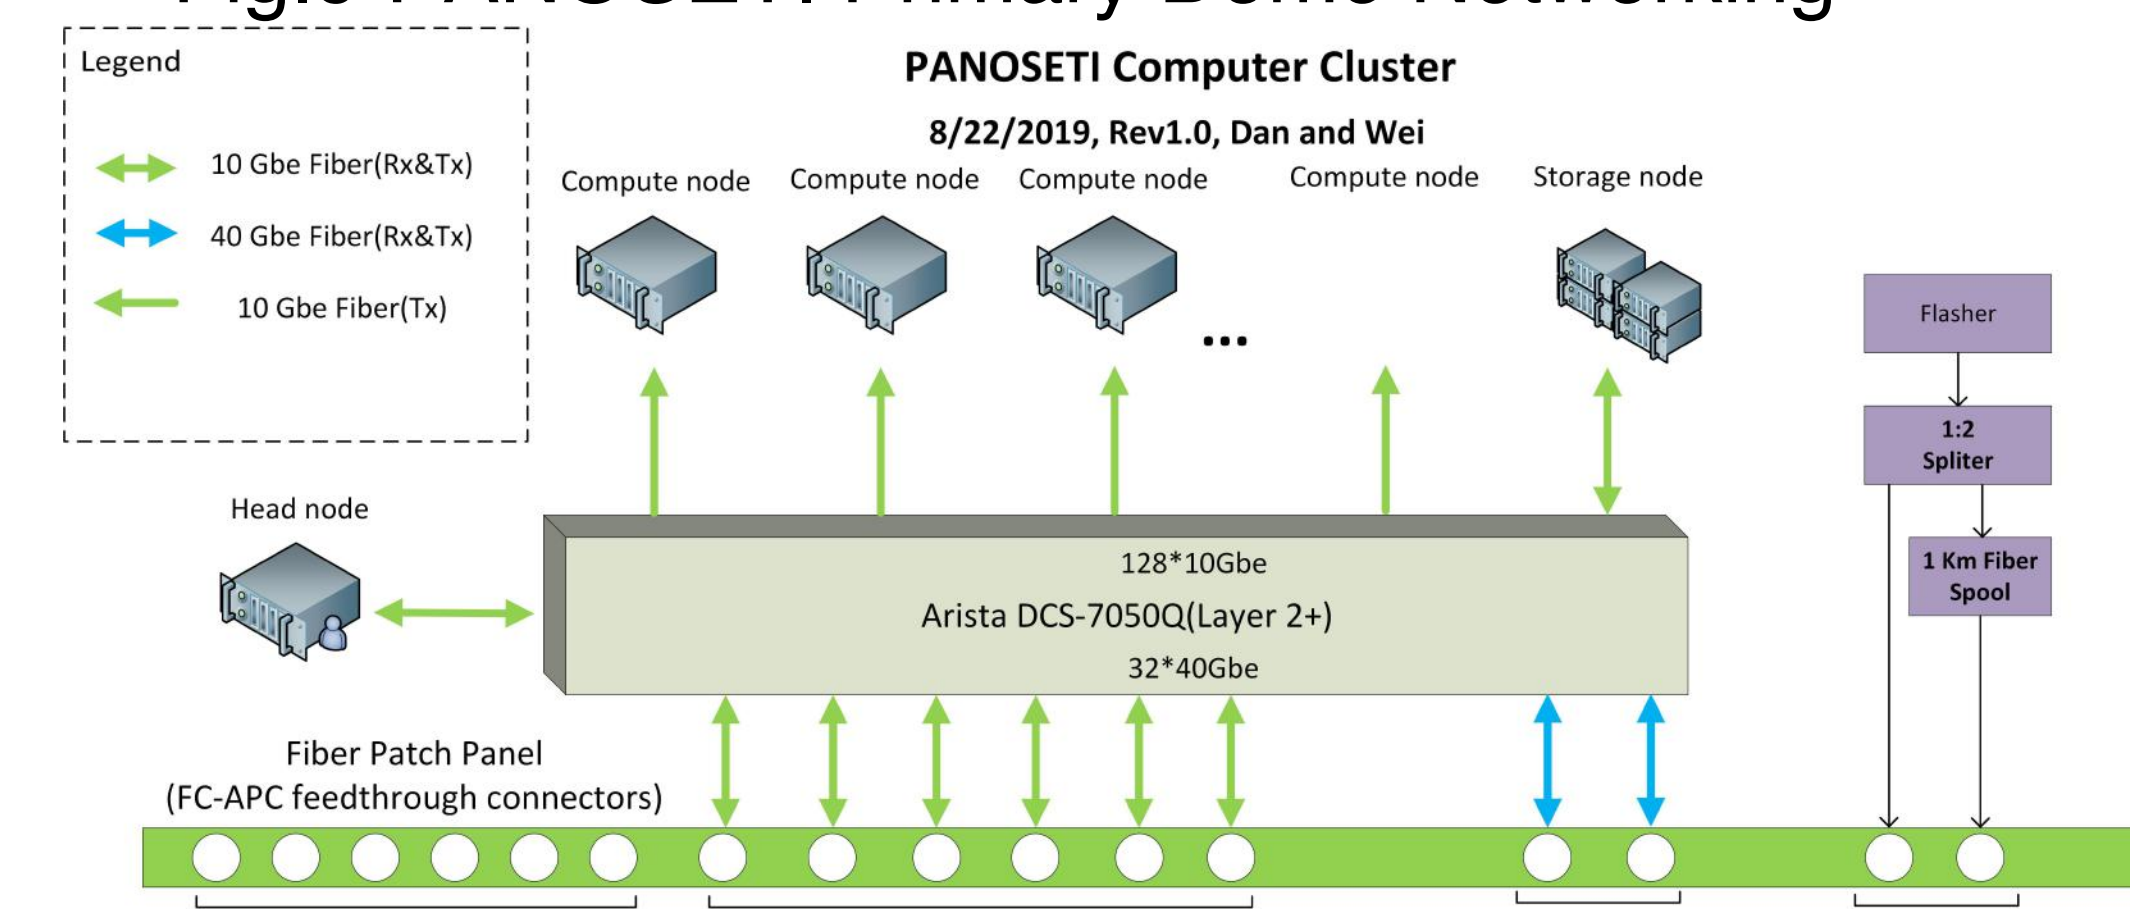 PANOSETI Computer Cluster
8/22/2019, Rev1.0, Dan and Wei
Legend
10 Gbe Fiber(Rx&Tx)
40 Gbe Fiber(Rx&Tx)
10 Gbe Fiber(Tx)
Compute node
Compute node
Compute node
Compute node
Storage node
...
Flasher
1:2
Spliter
1 Km Fiber
Spool
Head node
128*10Gbe
Arista DCS-7050Q(Layer 2+)
32*40Gbe
Fiber Patch Panel
(FC-APC feedthrough connectors)